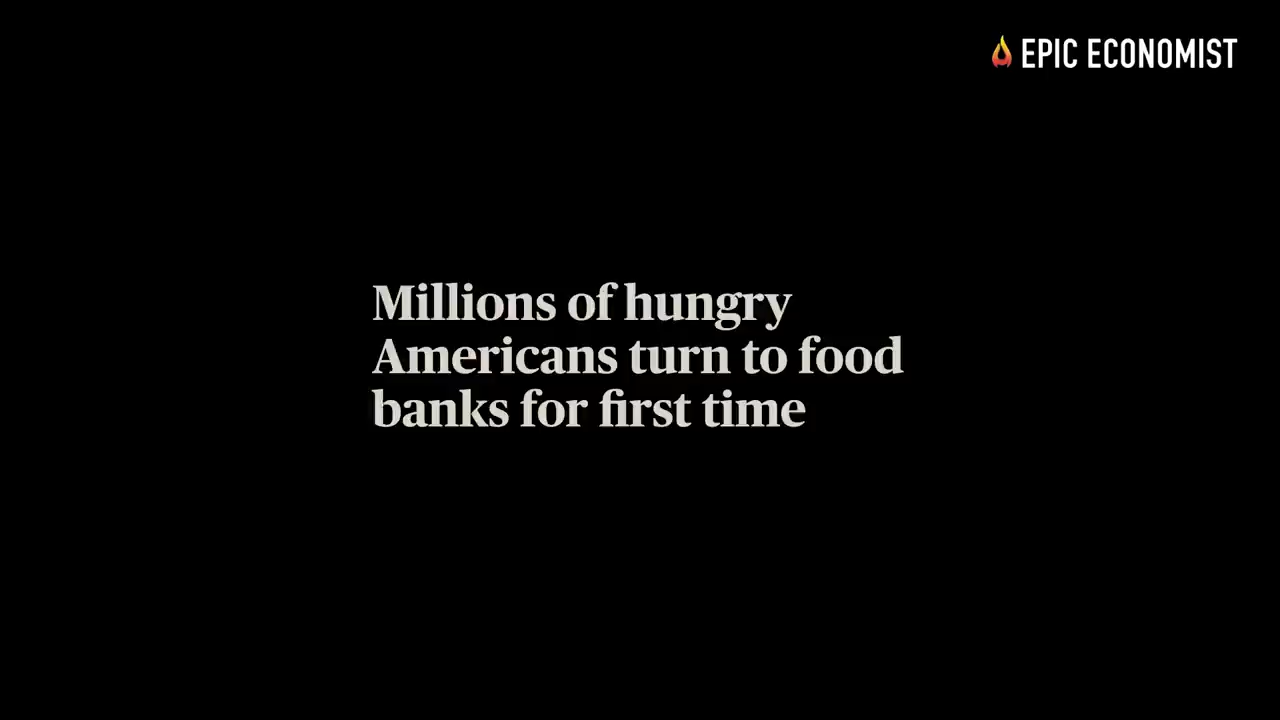 EPIC ECONOMIST
Millions of hungry
Americans turn to food
banks for first time